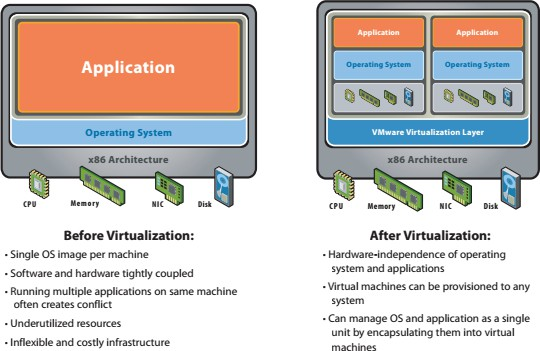 Application
Operating System
x86 Architecture
CPU
Memory
NIC
Disk
Before Virtualization:
• Single OS image per machine
• Software and hardware tightly coupled
• Running multiple applications on same machine
often creates conflict
• Underutilized resources
• Inflexible and costly infrastructure
Application
Application
Operating System
Operating System
VMware Virtualization Layer
x86 Architecture
CPU
Memory
NIC
Disk
After Virtualization:
• Hardware-independence of operating
system and applications
• Virtual machines can be provisioned to any
system
• Can manage OS and application as a single
unit by encapsulating them into virtual
machines